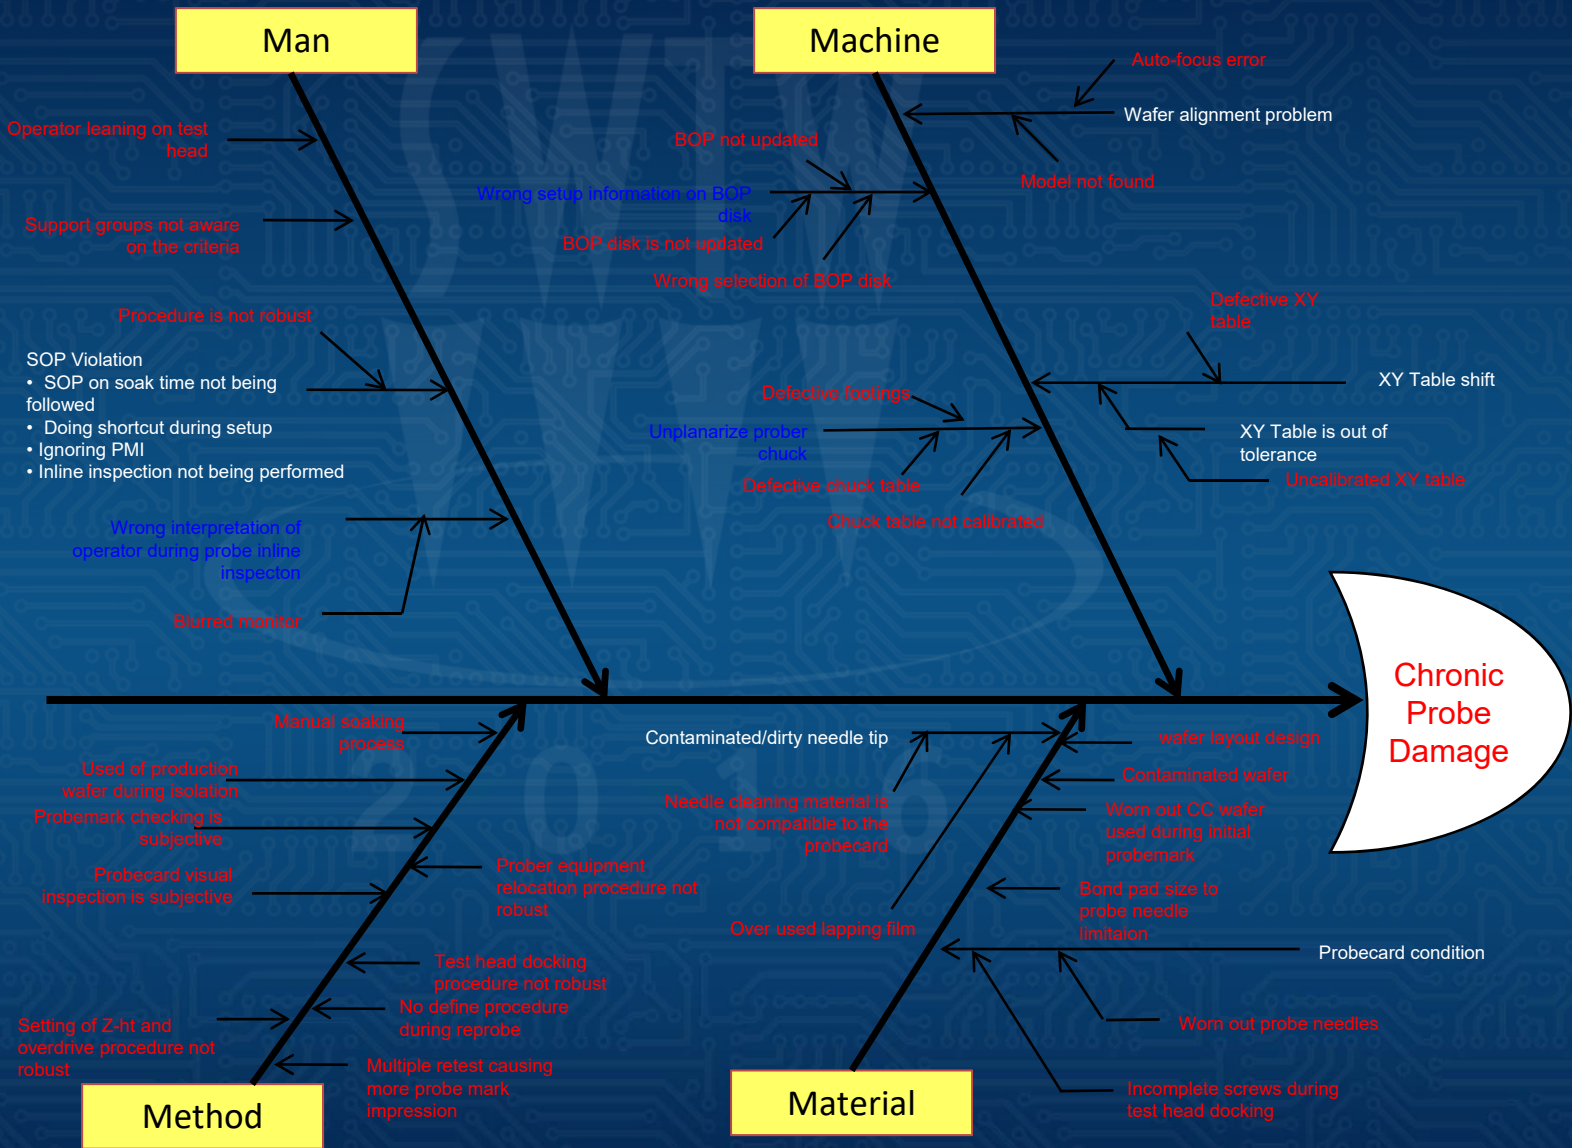 Man
Machine
Auto-focus error
Wafer alignment problem
Operator leaning on test
head
BOP not updated
Model not found
Wrong setup information on BOP
disk
Support groups not aware
on the criteria
BOP disk is not updated
Wrong selection of BOP disk
Procedure is not robust
Defective XY
table
SOP Violation
• SOP on soak time not being
followed
• Doing shortcut during setup
• Ignoring PMI
• Inline inspection not being performed
XY Table shift
Defective footings
Unplanarize prober
chuck
XY Table is out of
tolerance
Defective chuck table
Uncalibrated XY table
Chuck table not calibrated
Wrong interpretation of
operator during probe inline
inspecton
Blurred monitor
Chronic
Probe
Damage
Manual soaking
process
Contaminated/dirty needle tip
wafer layout design
Used of production
wafer during isolation
Contaminated wafer
Needle cleaning material is
not compatible to the
probecard
Worn out CC wafer
used during initial
probemark
Probemark checking is
subjective
Probecard visual
inspection is subjective
Prober equipment
relocation procedure not
robust
Bond pad size to
probe needle
limitaion
Over used lapping film
Probecard condition
Test head docking
procedure not robust
No define procedure
during reprobe
Setting of Z-ht and
overdrive procedure not
robust
Worn out probe needles
Multiple retest causing
more probe mark
impression
Incomplete screws during
test head docking
Method
Material
SWTW
2016